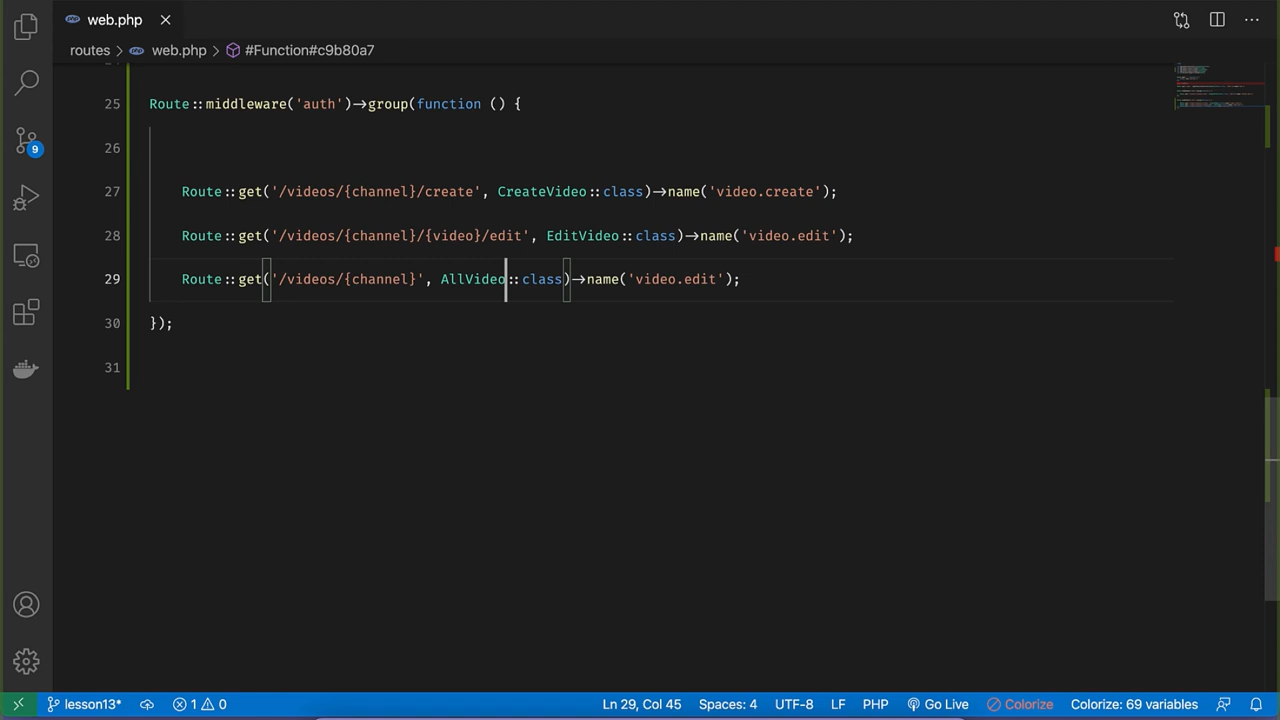 web.php
routes > web.php > #Function#c9b80a7
25 Route::middleware('auth')->group(function () {
26
27 Route::get('/videos/{channel}/create', CreateVideo::class)->name('video.create');
28 Route::get('/videos/{channel}/{video}/edit', EditVideo::class)->name('video.edit');
29 Route::get('/videos/{channel}', AllVideo::class)->name('video.edit');
30 });
31
9
lesson13* 1 0 Ln 29, Col 45 Spaces: 4 UTF-8 LF PHP Go Live Colorize Colorize: 69 variables